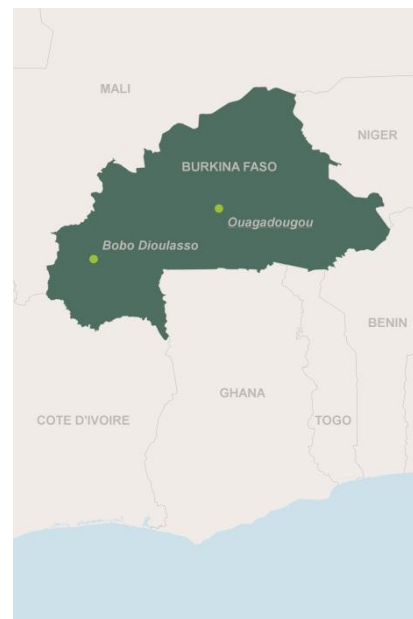 MALI
NIGER
BURKINA FASO
Ouagadougou
Bobo Dioulasso
BENIN
GHANA
COTE D'IVOIRE
TOGO